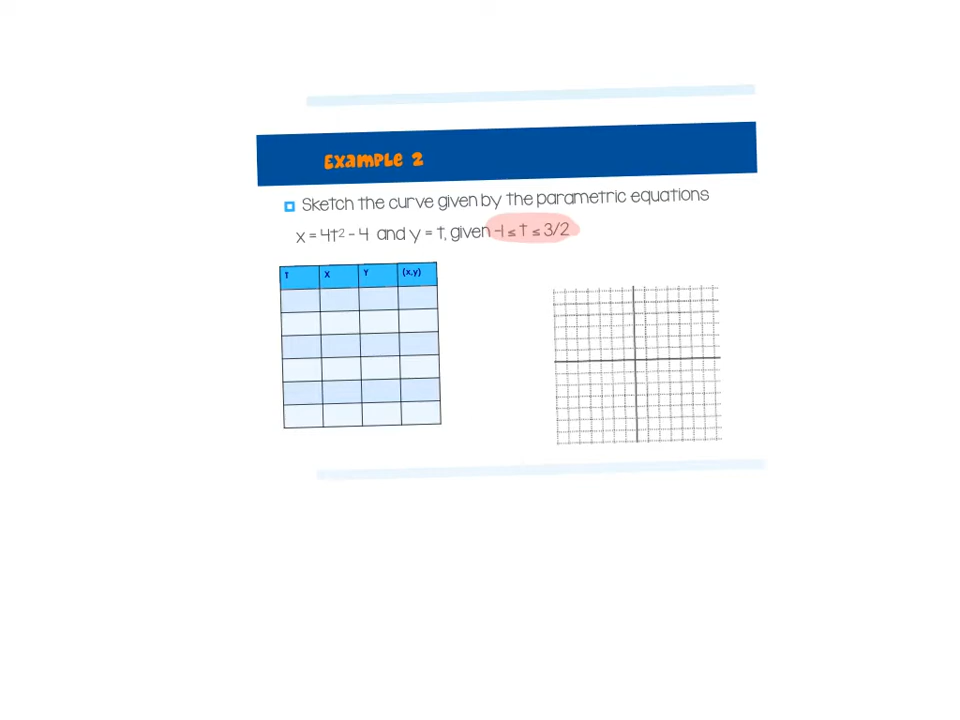 Example 2
Sketch the curve given by the parametric equations
x = 4t² - 4 and y = t, given -1 ≤ t ≤ 3/2
T X Y (x,y)